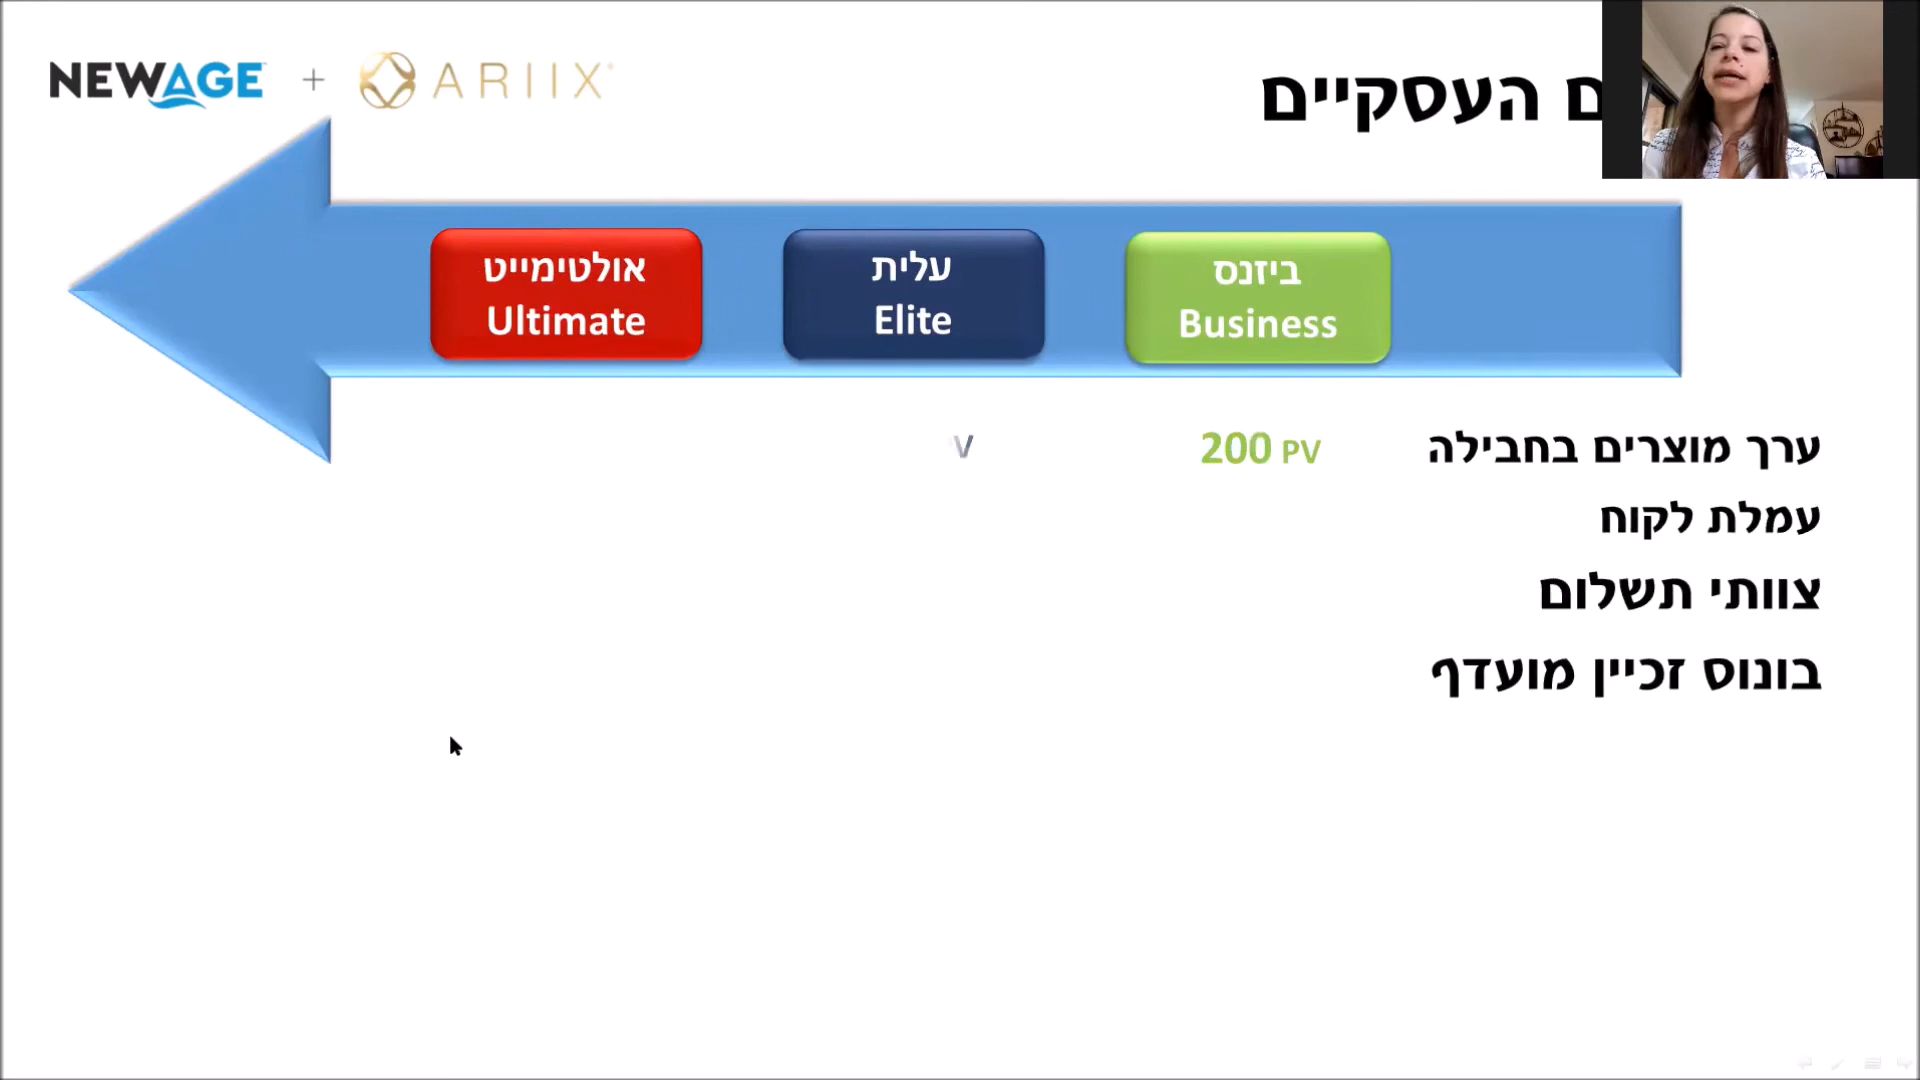 NEWAGE + ARIIX
ם העסקיים
ביזנס
Business
עלית
Elite
אולטימייט
Ultimate
ערך מוצרים בחבילה
200 PV
V
עמלת לקוח
צוותי תשלום
בונוס זכיין מועדף